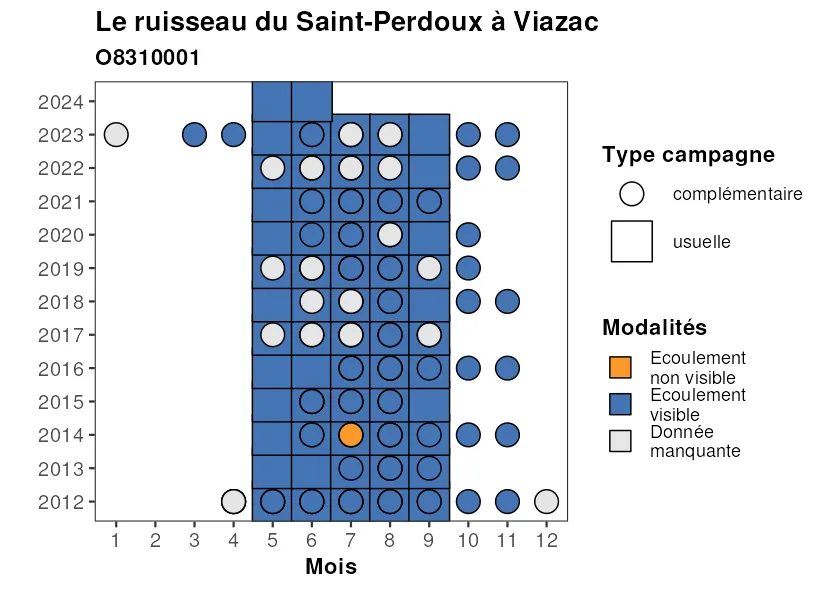 Le ruisseau du Saint-Perdoux à Viazac
O8310001
2024
2023
2022
2021
2020
2019
2018
2017
2016
2015
2014
2013
2012
1 2 3 4 5 6 7 8 9 10 11 12
Mois
Type campagne
complémentaire
usuelle
Modalités
Ecoulement
non visible
Ecoulement
visible
Donnée
manquante